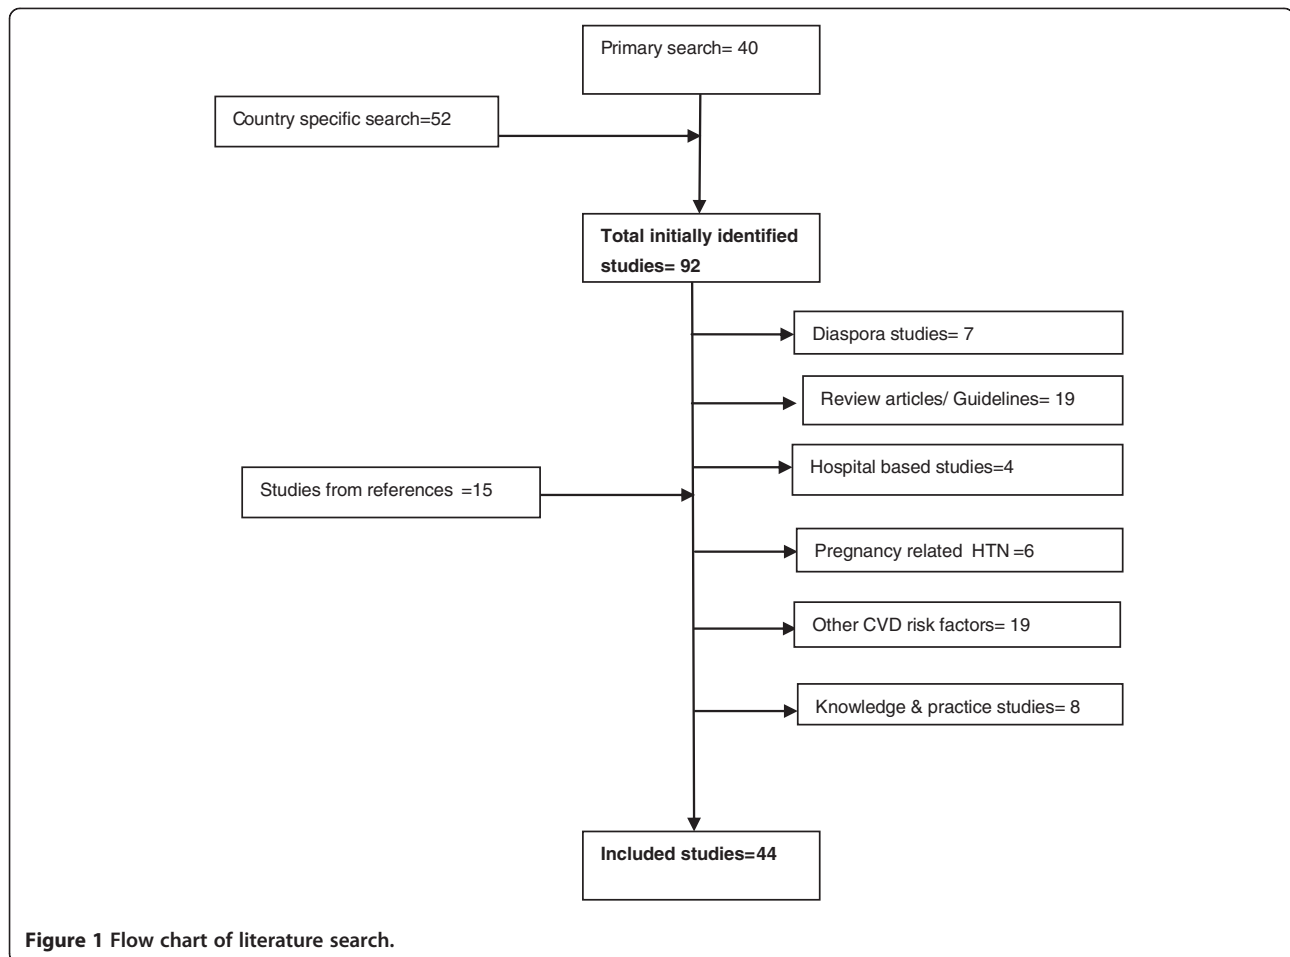 Primary search= 40
Country specific search=52
Total initially identified
studies= 92
Diaspora studies= 7
Review articles/ Guidelines= 19
Hospital based studies=4
Studies from references =15
Pregnancy related HTN =6
Other CVD risk factors= 19
Knowledge & practice studies= 8
Included studies=44
Figure 1 Flow chart of literature search.